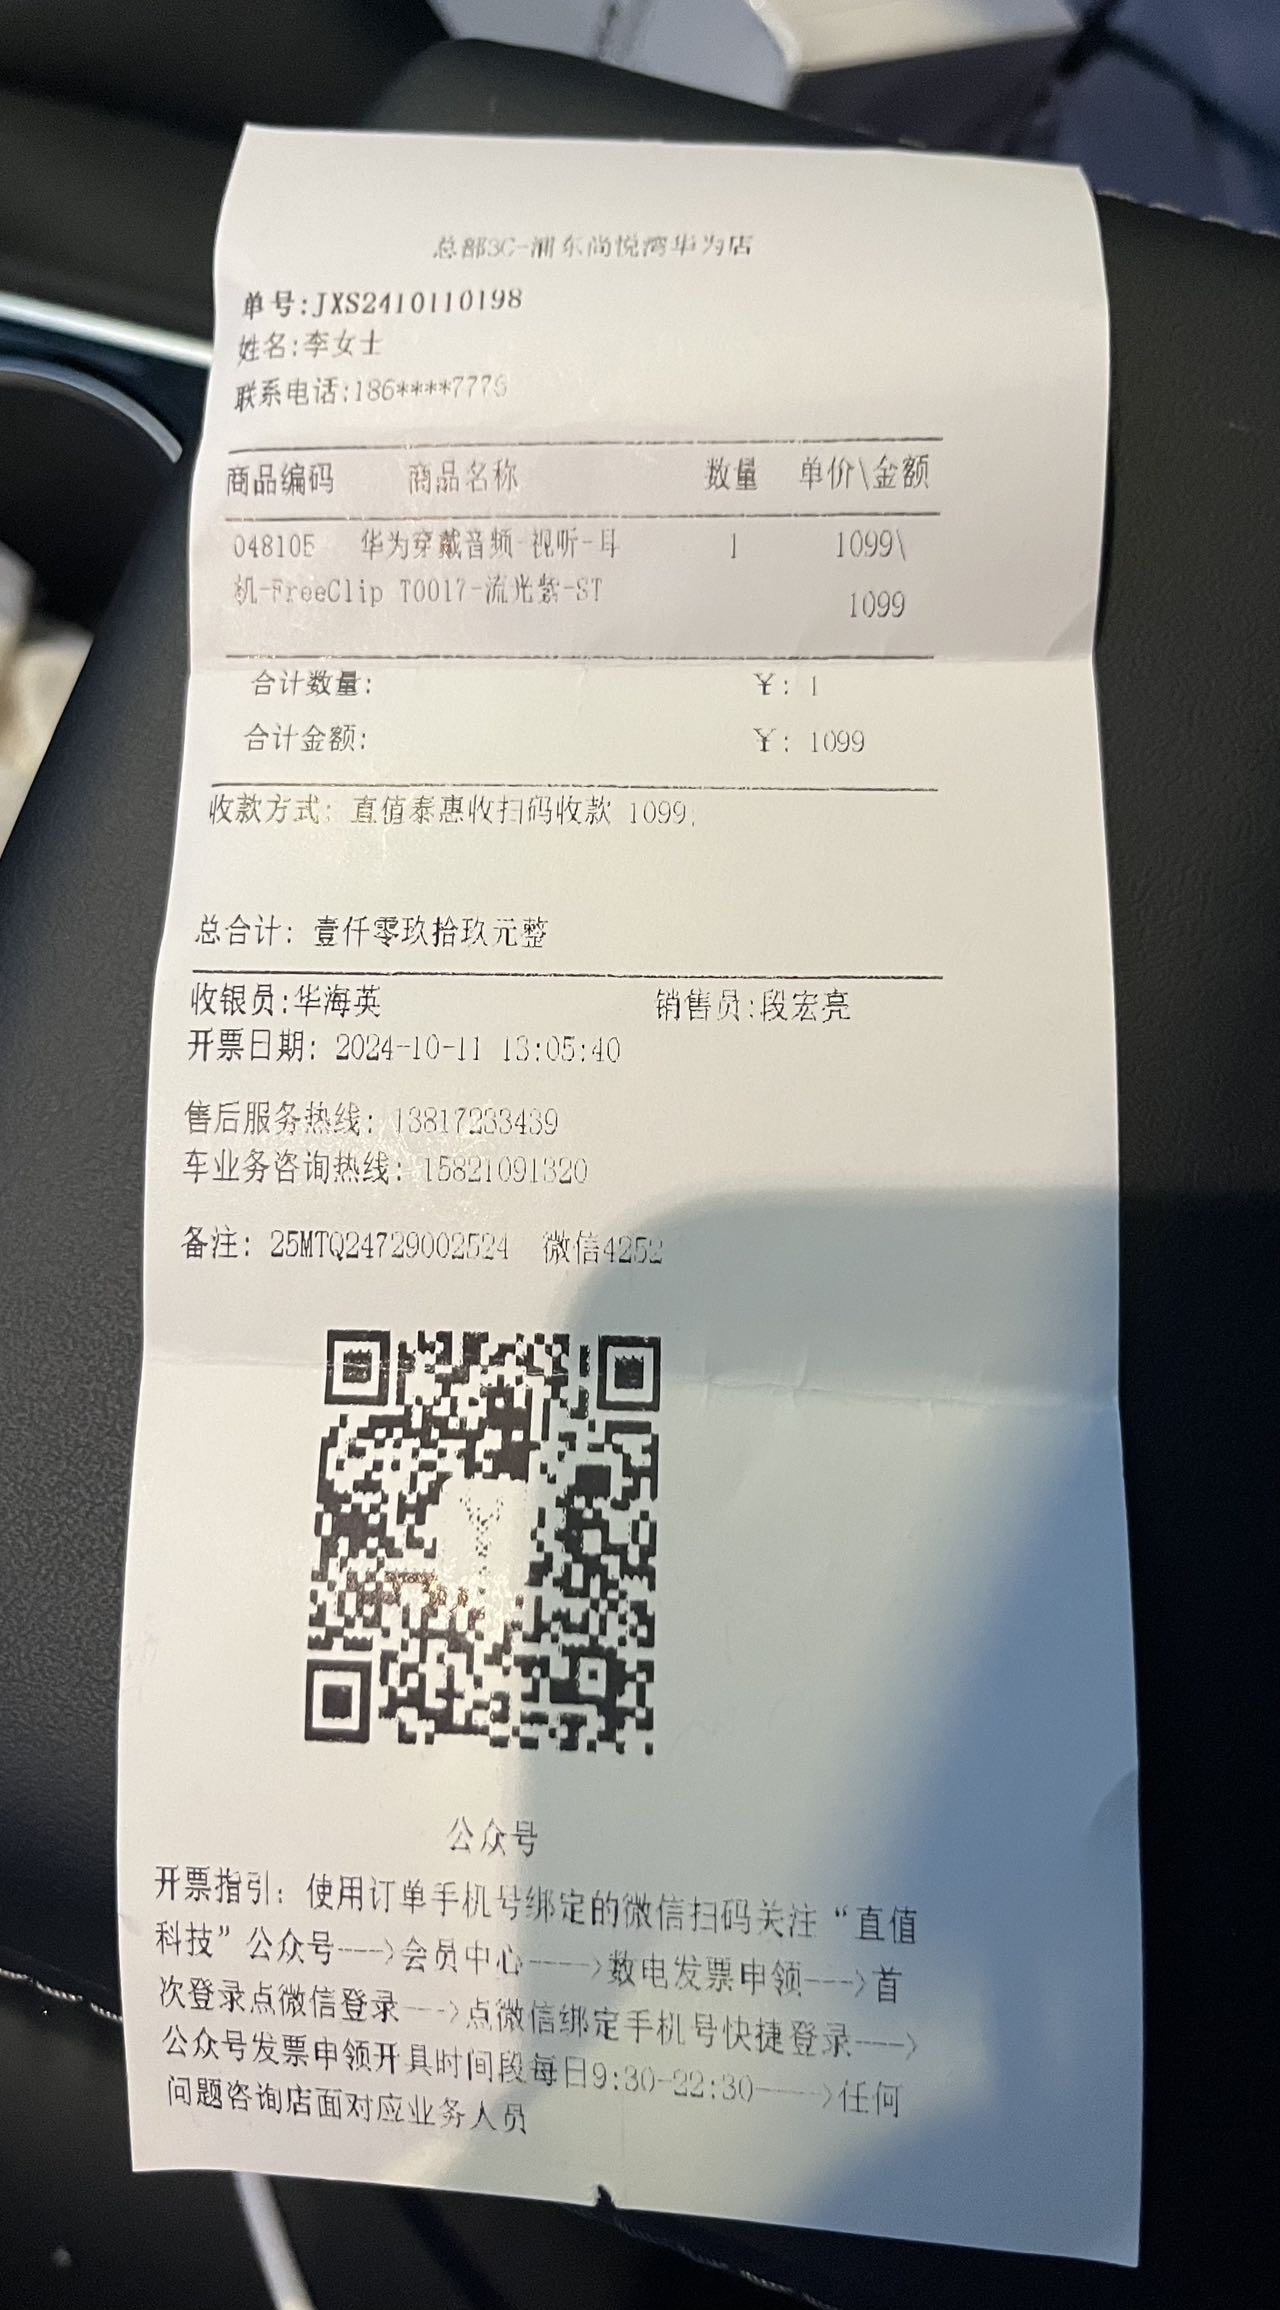 总部3C-浦东尚悦湾华为店
单号:JXS2410110198
姓名:李女士
联系电话:186****7776
商品编码 商品名称 数量 单价\金额
048105 华为穿戴音频-视听-耳 1 1099\
机-FreeClip T0017-流光紫-ST 1099
合计数量: ¥: 1
合计金额: ¥: 1099
收款方式: 直值泰惠收扫码收款 1099;
总合计: 壹仟零玖拾玖元整
收银员:华海英 销售员:段宏亮
开票日期: 2024-10-11 13:05:40
售后服务热线: 13817233439
车业务咨询热线: 15821091320
备注: 25MTQ24729002524 微信4252
公众号
开票指引: 使用订单手机号绑定的微信扫码关注“直值
科技”公众号--->会员中心---->数电发票申领--->首
次登录点微信登录--->点微信绑定手机号快捷登录---->
公众号发票申领开具时间段每日9:30-22:30---->任何
问题咨询店面对应业务人员